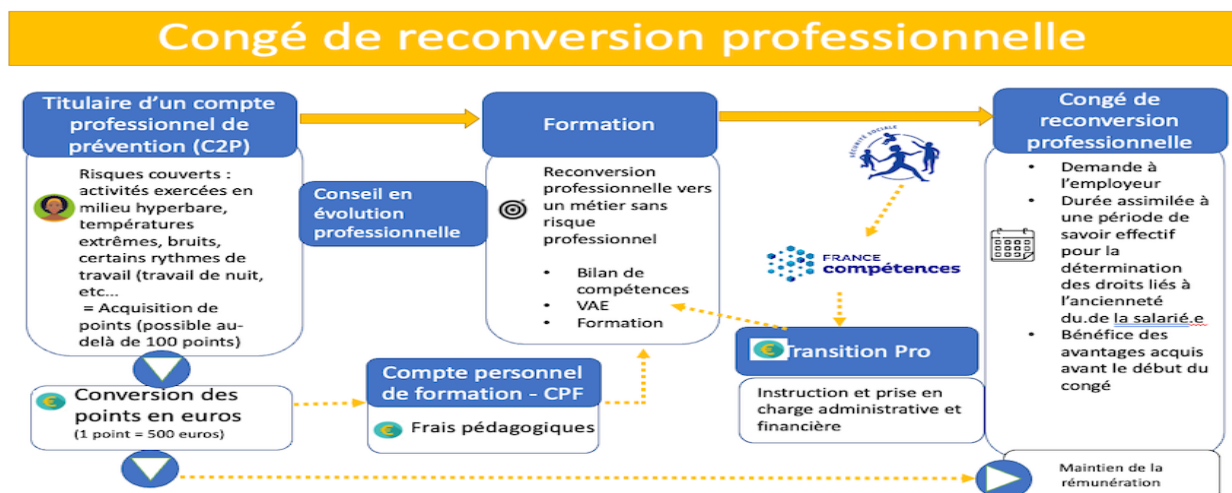 Congé de reconversion professionnelle
Titulaire d'un compte
professionnel de
prévention (C2P)
Risques couverts :
activités exercées en
milieu hyperbare,
températures
extrêmes, bruits,
certains rythmes de
travail (travail de nuit,
etc...
= Acquisition de
points (possible au-
delà de 100 points)
Conversion des
points en euros
(1 point = 500 euros)
Conseil en
évolution
professionnelle
Compte personnel
de formation - CPF
Frais pédagogiques
Formation
Reconversion
professionnelle vers
un métier sans
risque
professionnel
• Bilan de
compétences
• VAE
• Formation
SÉCURITÉ SOCIALE
FRANCE
compétences
Transition Pro
Instruction et prise en
charge administrative et
financière
Congé de
reconversion
professionnelle
• Demande à
l'employeur
• Durée assimilée à
une période de
savoir effectif
pour la
détermination
des droits liés à
l'ancienneté
du.de la salarié.e
• Bénéfice des
avantages acquis
avant le début du
congé
Maintien de la
rémunération